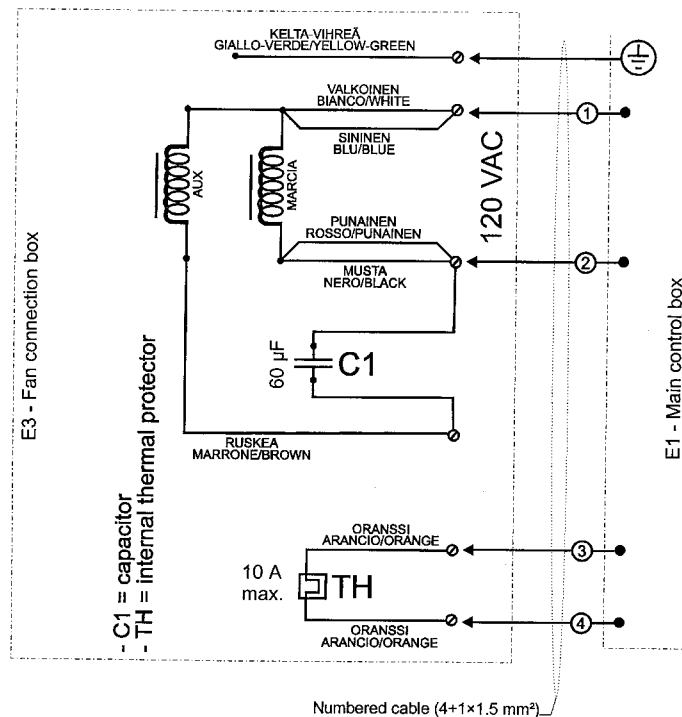 KELTA-VIHREÄ
GIALLO-VERDE/YELLOW-GREEN
VALKOINEN
BIANCO/WHITE
1
SININEN
BLU/BLUE
AUX
MARCIA
120 VAC
PUNAINEN
ROSSO/PUNAINEN
2
MUSTA
NERO/BLACK
E3 - Fan connection box
E1 - Main control box
60 µF
C1
RUSKEA
MARRONE/BROWN
- C1 = capacitor
- TH = internal thermal protector
ORANSSI
ARANCIO/ORANGE
3
10 A
max.
TH
4
ORANSSI
ARANCIO/ORANGE
Numbered cable (4+1×1.5 mm²)